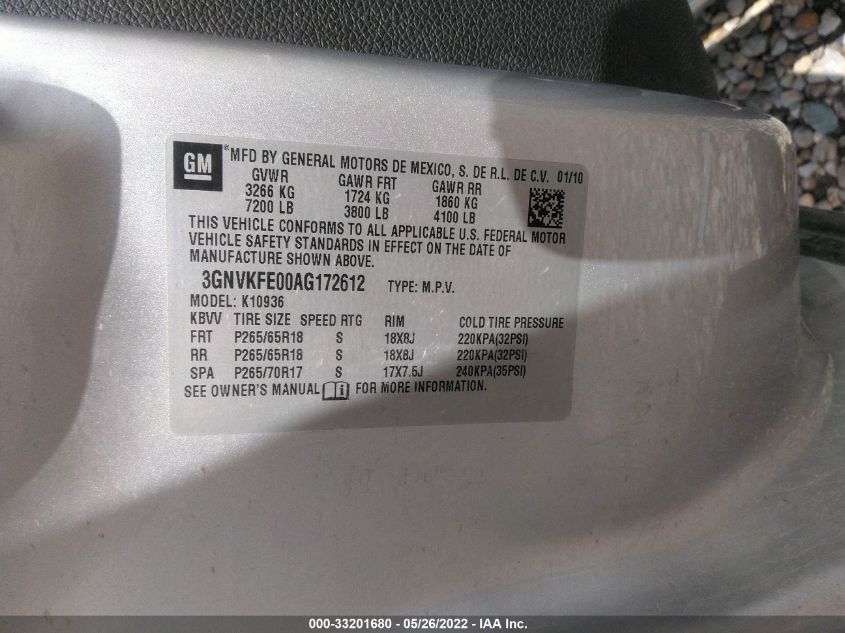 GM ® MFD BY GENERAL MOTORS DE MEXICO, S. DE R.L. DE C.V. 01/10
GVWR GAWR FRT GAWR RR
3266 KG 1724 KG 1860 KG
7200 LB 3800 LB 4100 LB
THIS VEHICLE CONFORMS TO ALL APPLICABLE U.S. FEDERAL MOTOR
VEHICLE SAFETY STANDARDS IN EFFECT ON THE DATE OF
MANUFACTURE SHOWN ABOVE.
3GNVKFE00AG172612 TYPE: M.P.V.
MODEL: K10936
KBVV TIRE SIZE SPEED RTG RIM COLD TIRE PRESSURE
FRT P265/65R18 S 18X8J 220KPA(32PSI)
RR P265/65R18 S 18X8J 220KPA(32PSI)
SPA P265/70R17 S 17X7.5J 240KPA(35PSI)
SEE OWNER'S MANUAL i FOR MORE INFORMATION.
000-33201680 - 05/26/2022 - IAA Inc.